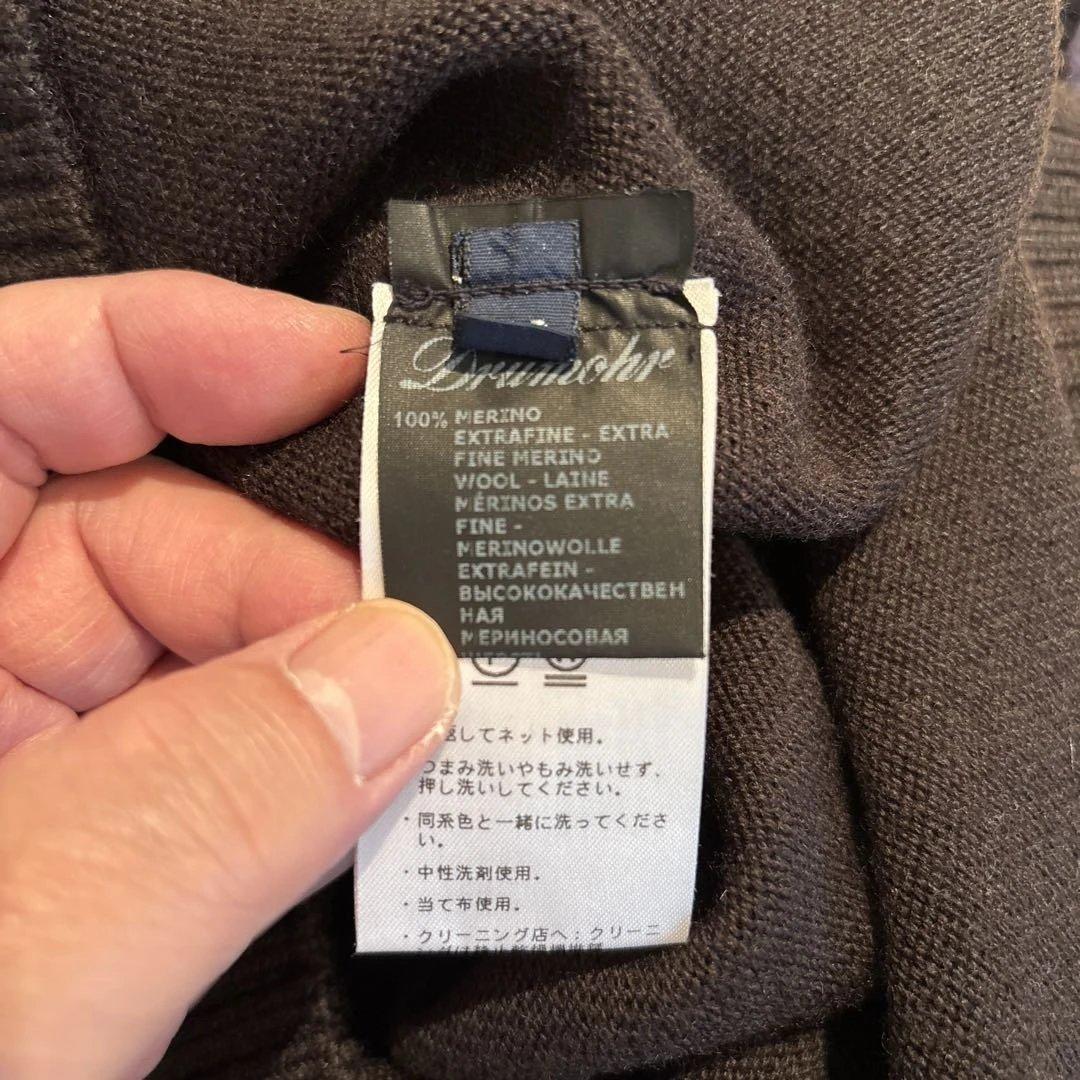 Drumohr
100% MERINO
EXTRAFINE - EXTRA
FINE MERINO
WOOL - LAINE
MÉRINOS EXTRA
FINE -
MERINOWOLLE
EXTRAFEIN -
ВЫСОКОКАЧЕСТВЕН
НАЯ
МЕРИНОСОВАЯ
返してネット使用。
つまみ洗いやもみ洗いせず、
押し洗いしてください。
・同系色と一緒に洗ってくださ
い。
・中性洗剤使用。
・当て布使用。
・クリーニング店へ：クリーニ